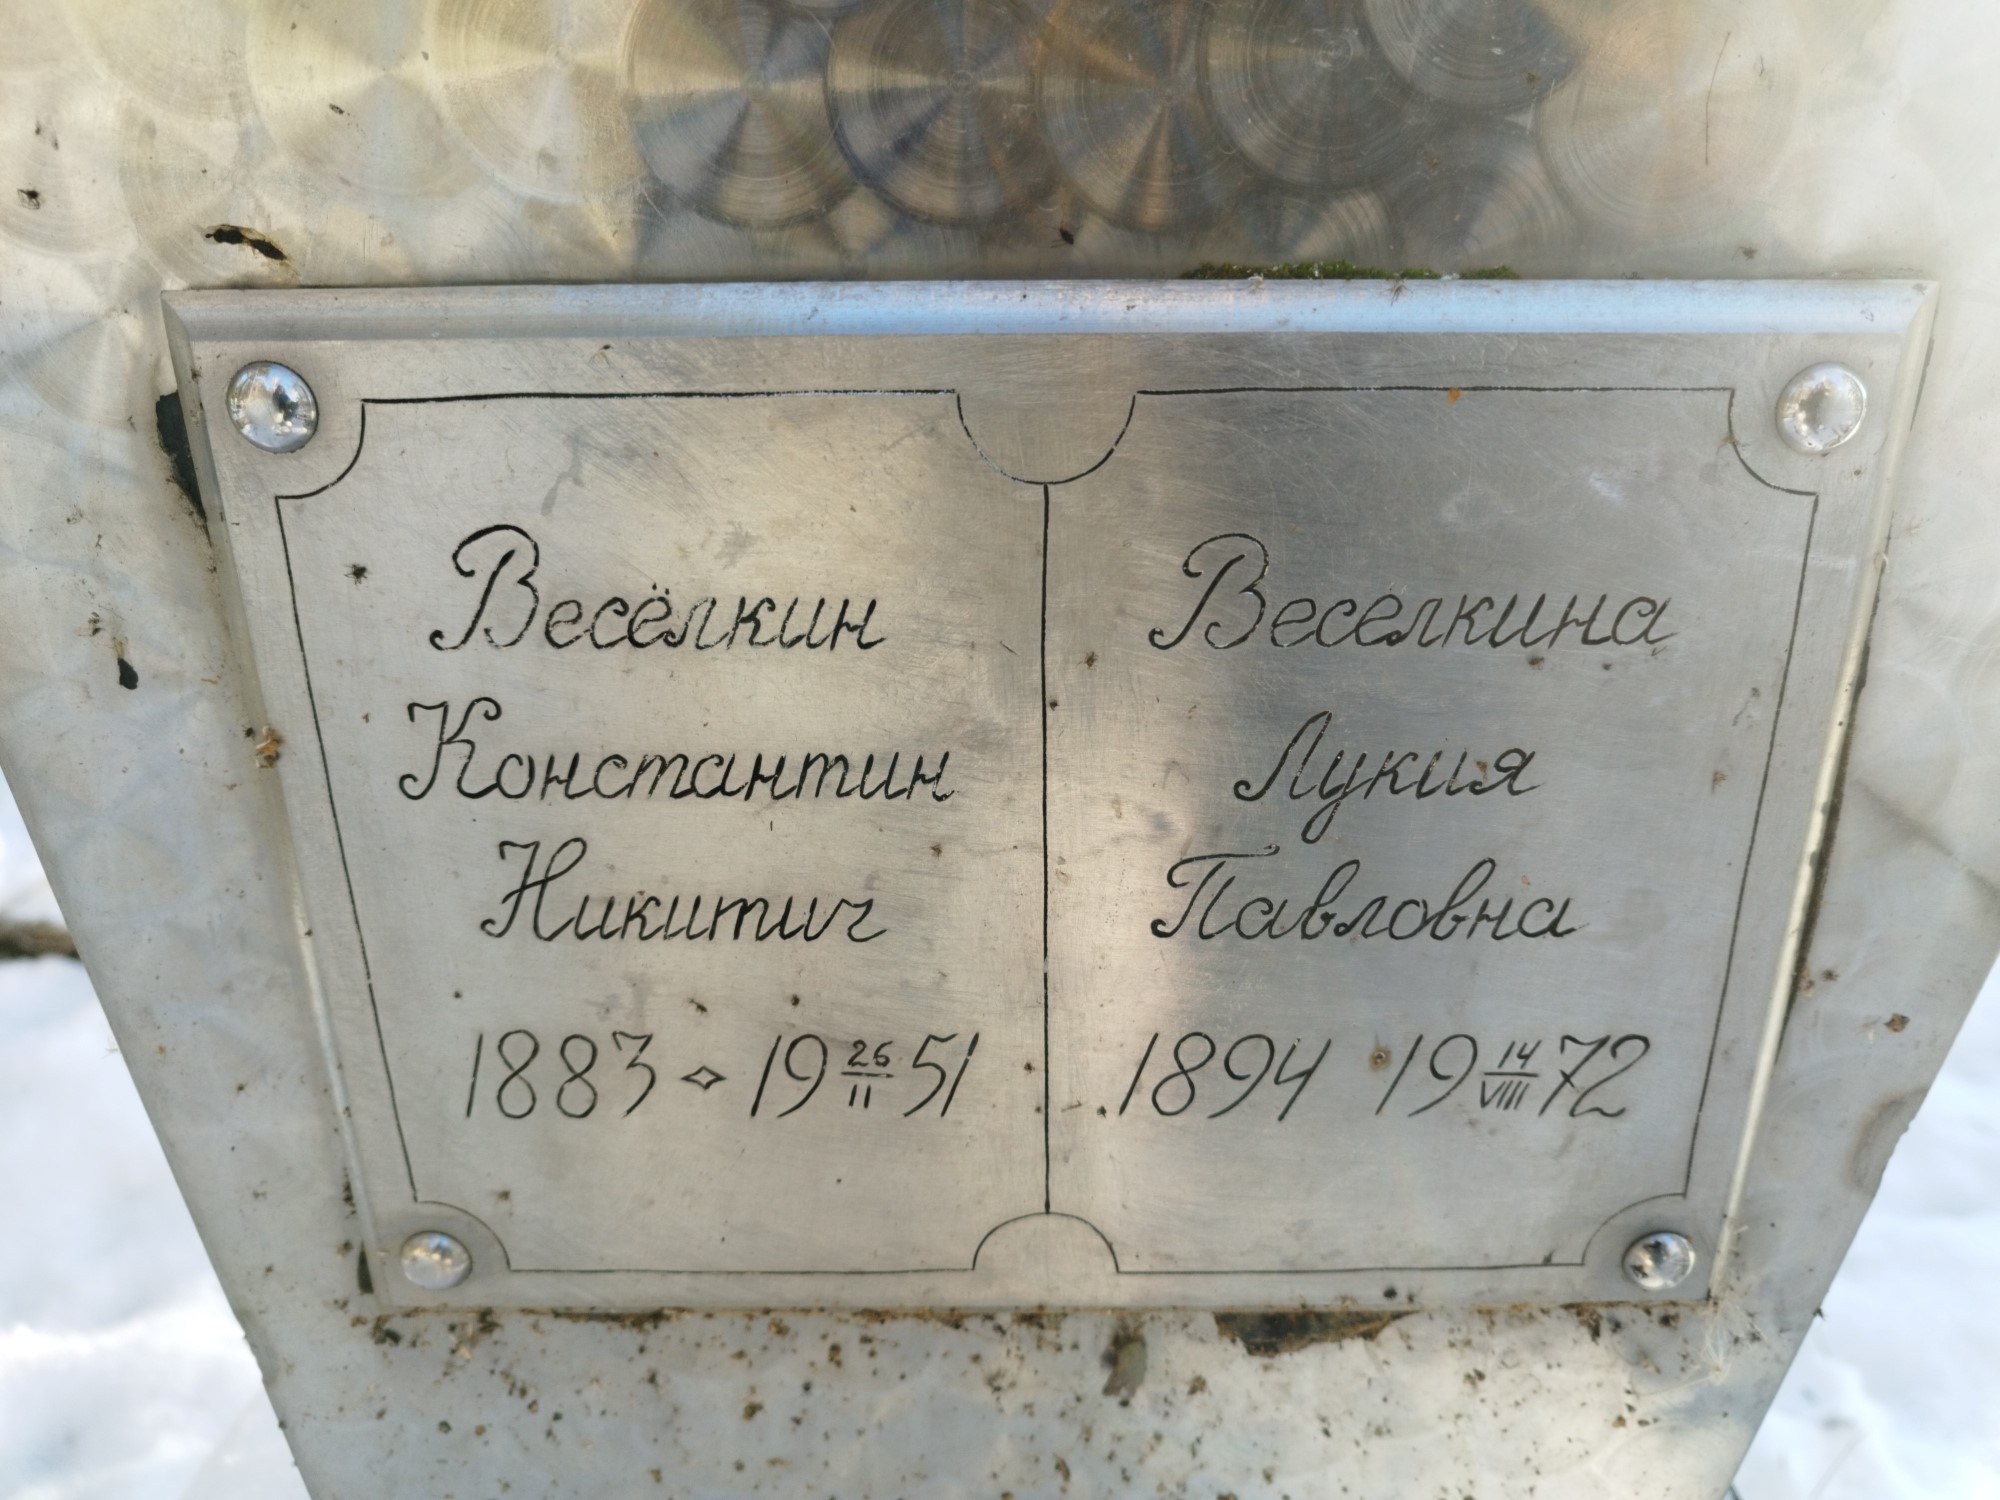 Весёлкин
Константин
Никитич
1883 ⋄ 19 26/II 51
Веселкина
Лукия
Павловна
1894 19 14/VIII 72